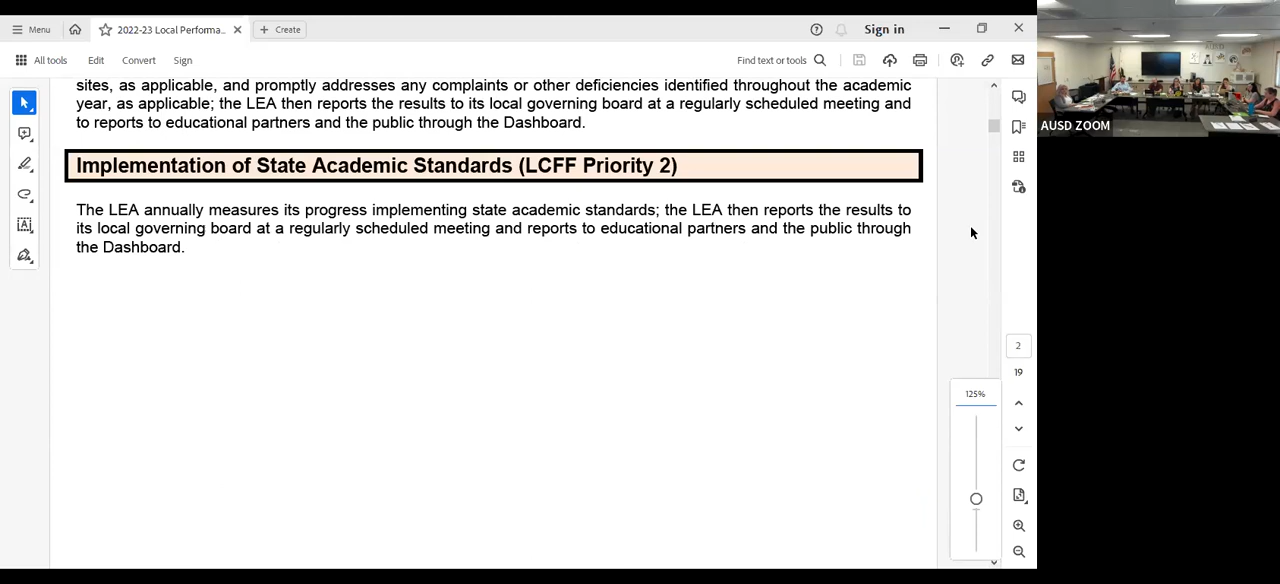 Menu
2022-23 Local Performa...
Create
Sign in
All tools
Edit
Convert
Sign
Find text or tools
sites, as applicable, and promptly addresses any complaints or other deficiencies identified throughout the academic
year, as applicable; the LEA then reports the results to its local governing board at a regularly scheduled meeting and
to reports to educational partners and the public through the Dashboard.
Implementation of State Academic Standards (LCFF Priority 2)
The LEA annually measures its progress implementing state academic standards; the LEA then reports the results to
its local governing board at a regularly scheduled meeting and reports to educational partners and the public through
the Dashboard.
2
19
125%
AUSD ZOOM